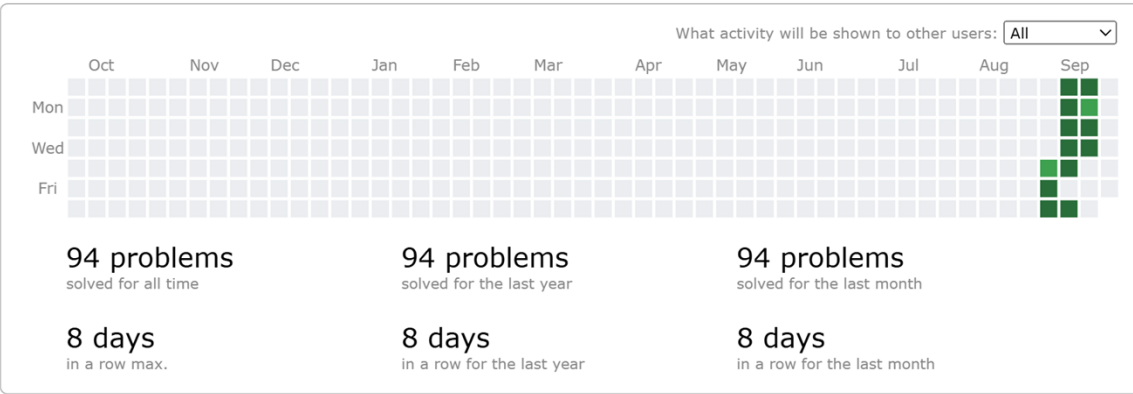 What activity will be shown to other users: All
Oct Nov Dec Jan Feb Mar Apr May Jun Jul Aug Sep
Mon
Wed
Fri
94 problems 94 problems 94 problems
solved for all time solved for the last year solved for the last month
8 days 8 days 8 days
in a row max. in a row for the last year in a row for the last month